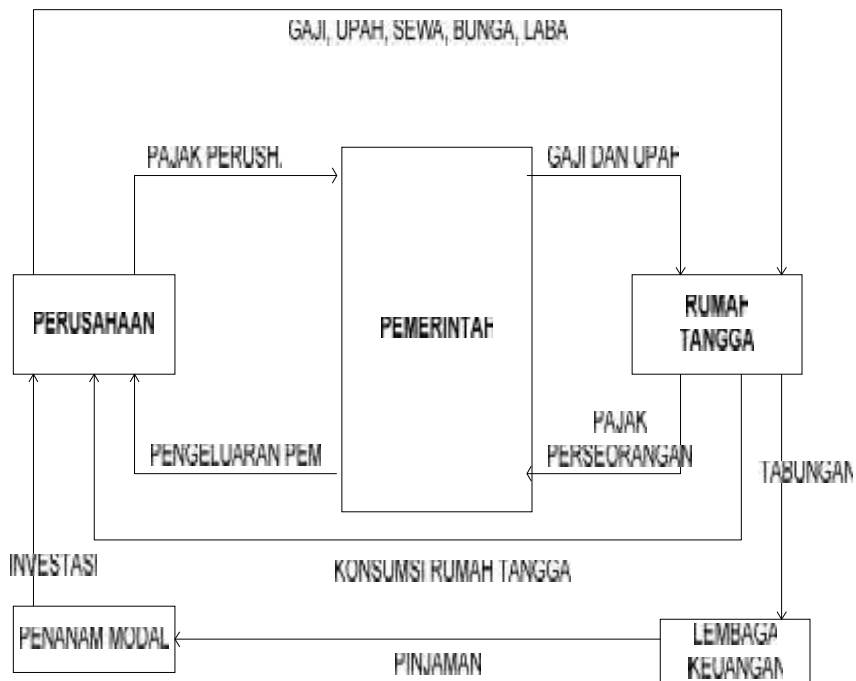 GAJI, UPAH, SEWA, BUNGA, LABA
PAJAK PERUSH.
GAJI DAN UPAH
PERUSAHAAN
PEMERINTAH
RUMAH
TANGGA
PAJAK
PERSEORANGAN
PENGELUARAN PEM
TABUNGAN
INVESTASI
KONSUMSI RUMAH TANGGA
PENANAM MODAL
LEMBAGA
KEUANGAN
PINJAMAN